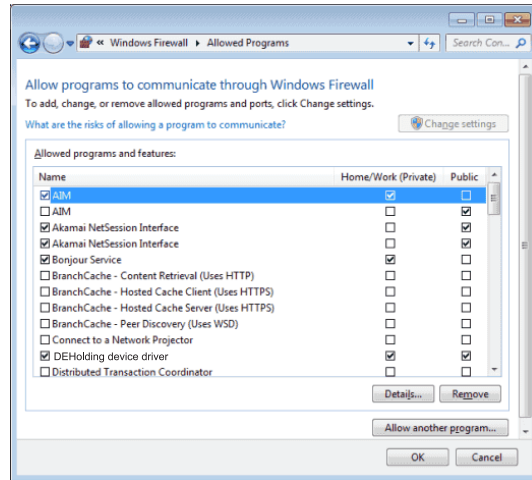 « Windows Firewall ▸ Allowed Programs
Search Con...
Allow programs to communicate through Windows Firewall
To add, change, or remove allowed programs and ports, click Change settings.
What are the risks of allowing a program to communicate?
Change settings
Allowed programs and features:
Name Home/Work (Private) Public
AIM
AIM
Akamai NetSession Interface
Akamai NetSession Interface
Bonjour Service
BranchCache - Content Retrieval (Uses HTTP)
BranchCache - Hosted Cache Client (Uses HTTPS)
BranchCache - Hosted Cache Server (Uses HTTPS)
BranchCache - Peer Discovery (Uses WSD)
Connect to a Network Projector
DEHolding device driver
Distributed Transaction Coordinator
Details... Remove
Allow another program...
OK Cancel